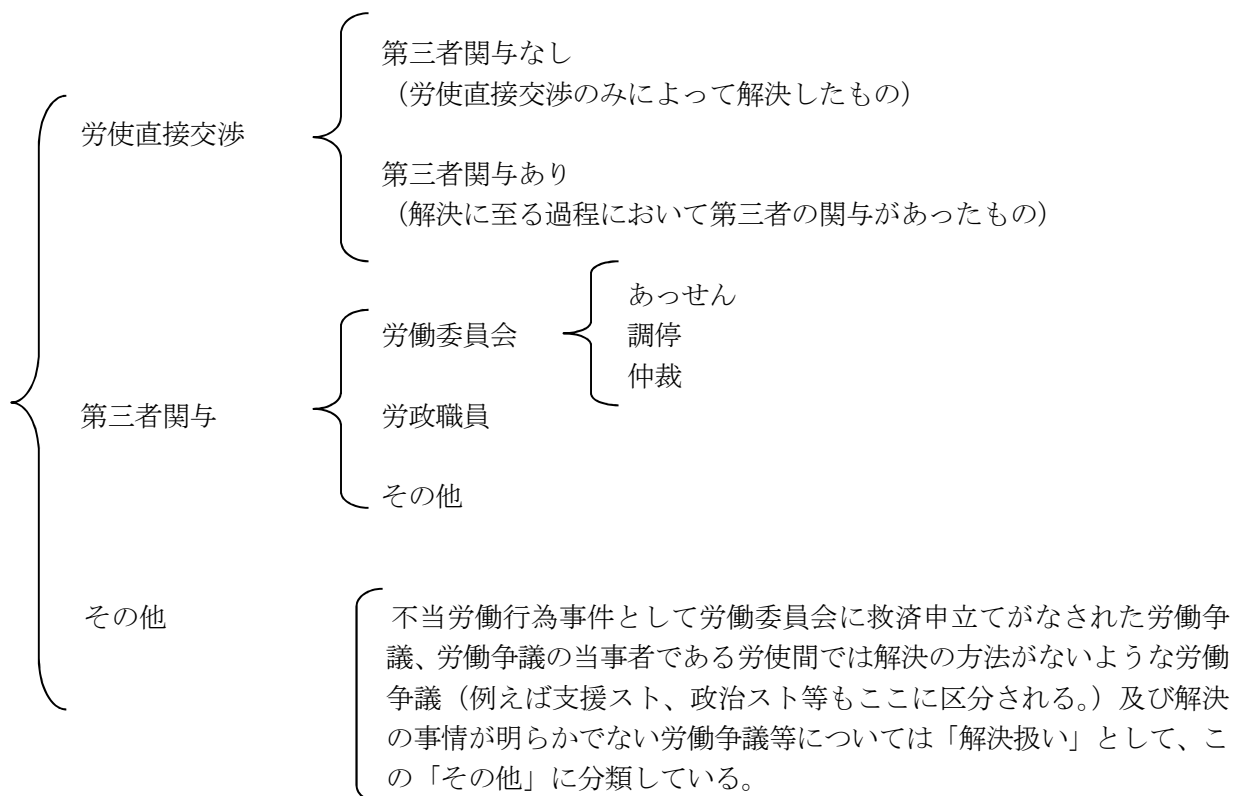 第三者関与なし
（労使直接交渉のみによって解決したもの）
労使直接交渉
第三者関与あり
（解決に至る過程において第三者の関与があったもの）
あっせん
労働委員会
調停
仲裁
第三者関与
労政職員
その他
その他
不当労働行為事件として労働委員会に救済申立てがなされた労働争
議、労働争議の当事者である労使間では解決の方法がないような労働
争議（例えば支援スト、政治スト等もここに区分される。）及び解決
の事情が明らかでない労働争議等については「解決扱い」として、こ
の「その他」に分類している。